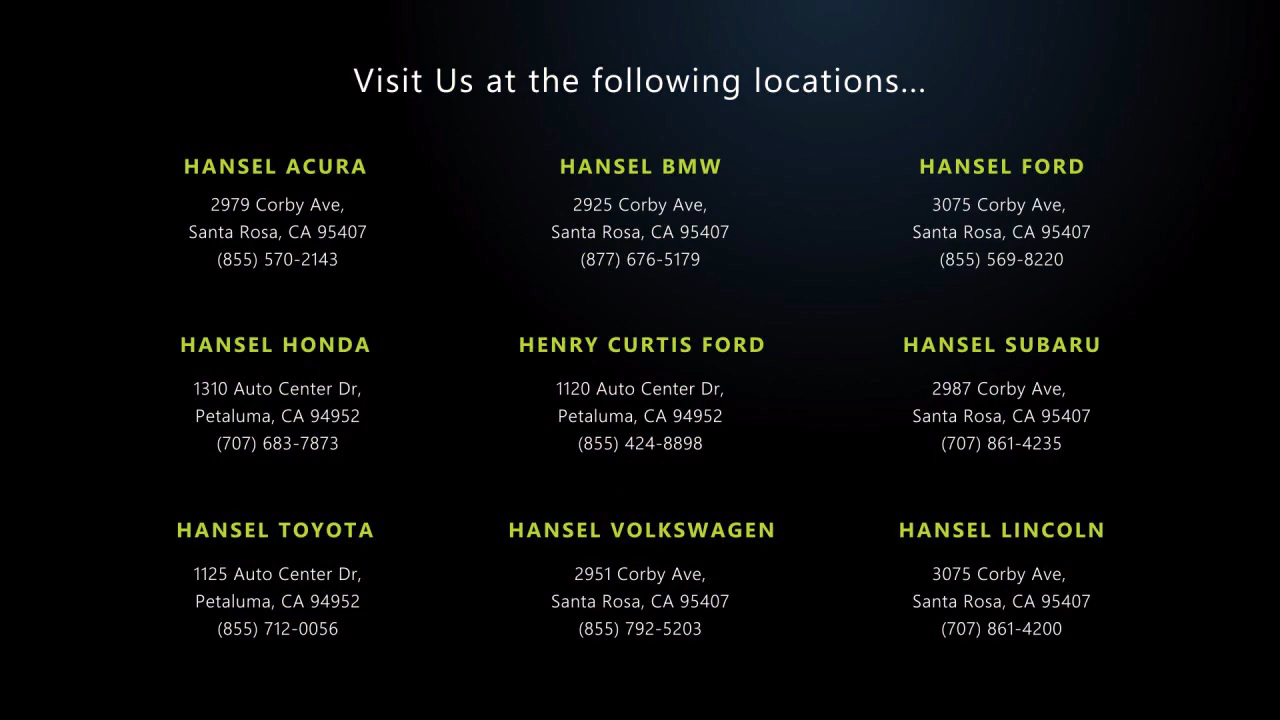 Visit Us at the following locations...
HANSEL ACURA
2979 Corby Ave,
Santa Rosa, CA 95407
(855) 570-2143
HANSEL BMW
2925 Corby Ave,
Santa Rosa, CA 95407
(877) 676-5179
HANSEL FORD
3075 Corby Ave,
Santa Rosa, CA 95407
(855) 569-8220
HANSEL HONDA
1310 Auto Center Dr,
Petaluma, CA 94952
(707) 683-7873
HENRY CURTIS FORD
1120 Auto Center Dr,
Petaluma, CA 94952
(855) 424-8898
HANSEL SUBARU
2987 Corby Ave,
Santa Rosa, CA 95407
(707) 861-4235
HANSEL TOYOTA
1125 Auto Center Dr,
Petaluma, CA 94952
(855) 712-0056
HANSEL VOLKSWAGEN
2951 Corby Ave,
Santa Rosa, CA 95407
(855) 792-5203
HANSEL LINCOLN
3075 Corby Ave,
Santa Rosa, CA 95407
(707) 861-4200